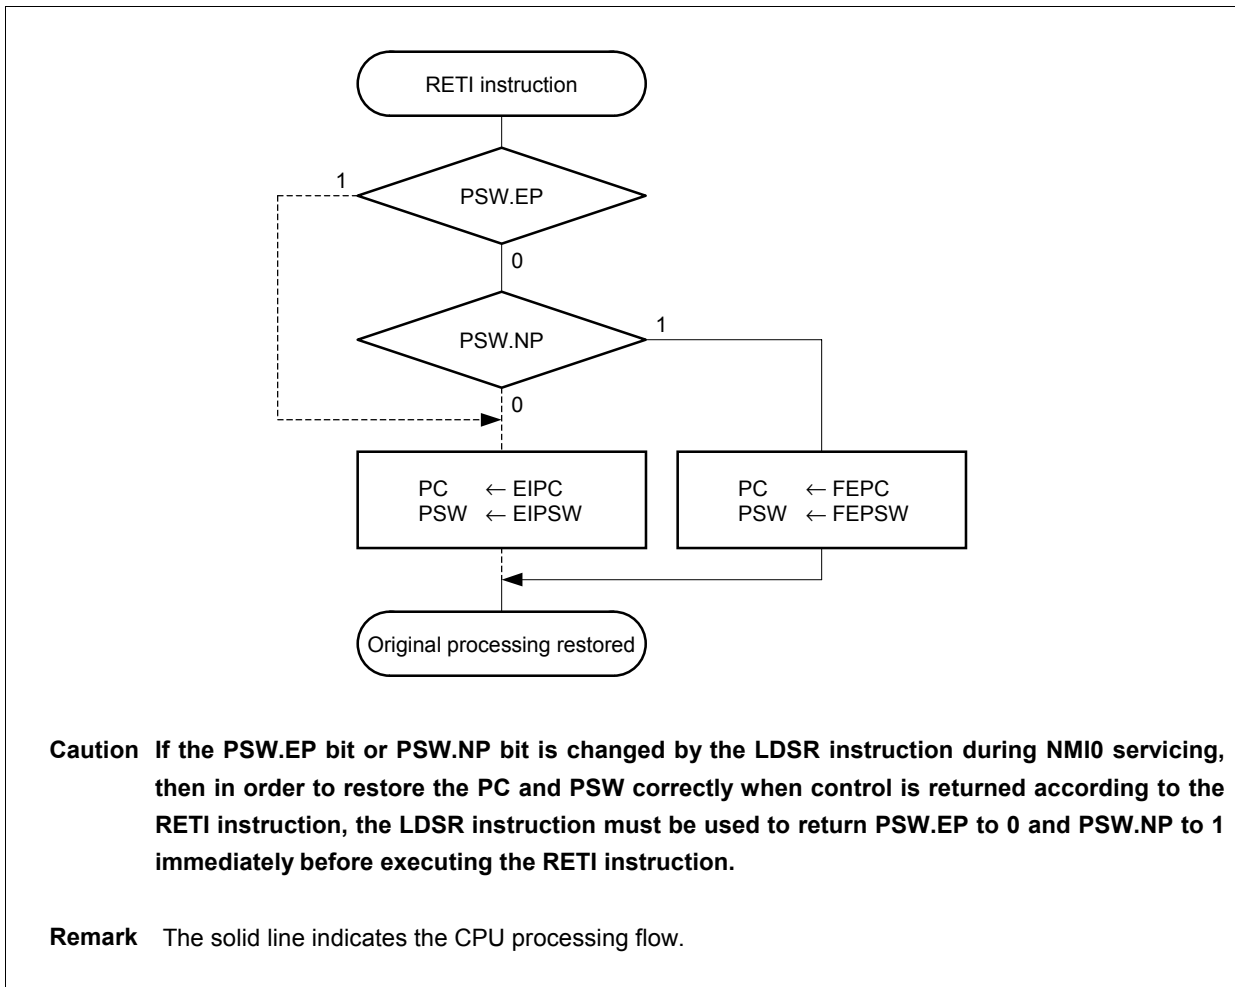 RETI instruction
1
PSW.EP
0
PSW.NP
1
0
PC ← EIPC
PSW ← EIPSW
PC ← FEPC
PSW ← FEPSW
Original processing restored
Caution If the PSW.EP bit or PSW.NP bit is changed by the LDSR instruction during NMI0 servicing,
then in order to restore the PC and PSW correctly when control is returned according to the
RETI instruction, the LDSR instruction must be used to return PSW.EP to 0 and PSW.NP to 1
immediately before executing the RETI instruction.
Remark The solid line indicates the CPU processing flow.